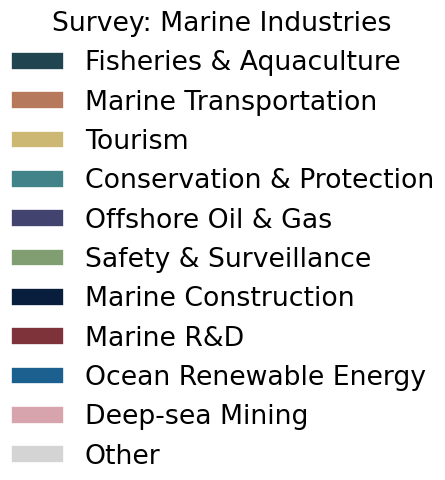 Survey: Marine Industries
Fisheries & Aquaculture
Marine Transportation
Tourism
Conservation & Protection
Offshore Oil & Gas
Safety & Surveillance
Marine Construction
Marine R&D
Ocean Renewable Energy
Deep-sea Mining
Other